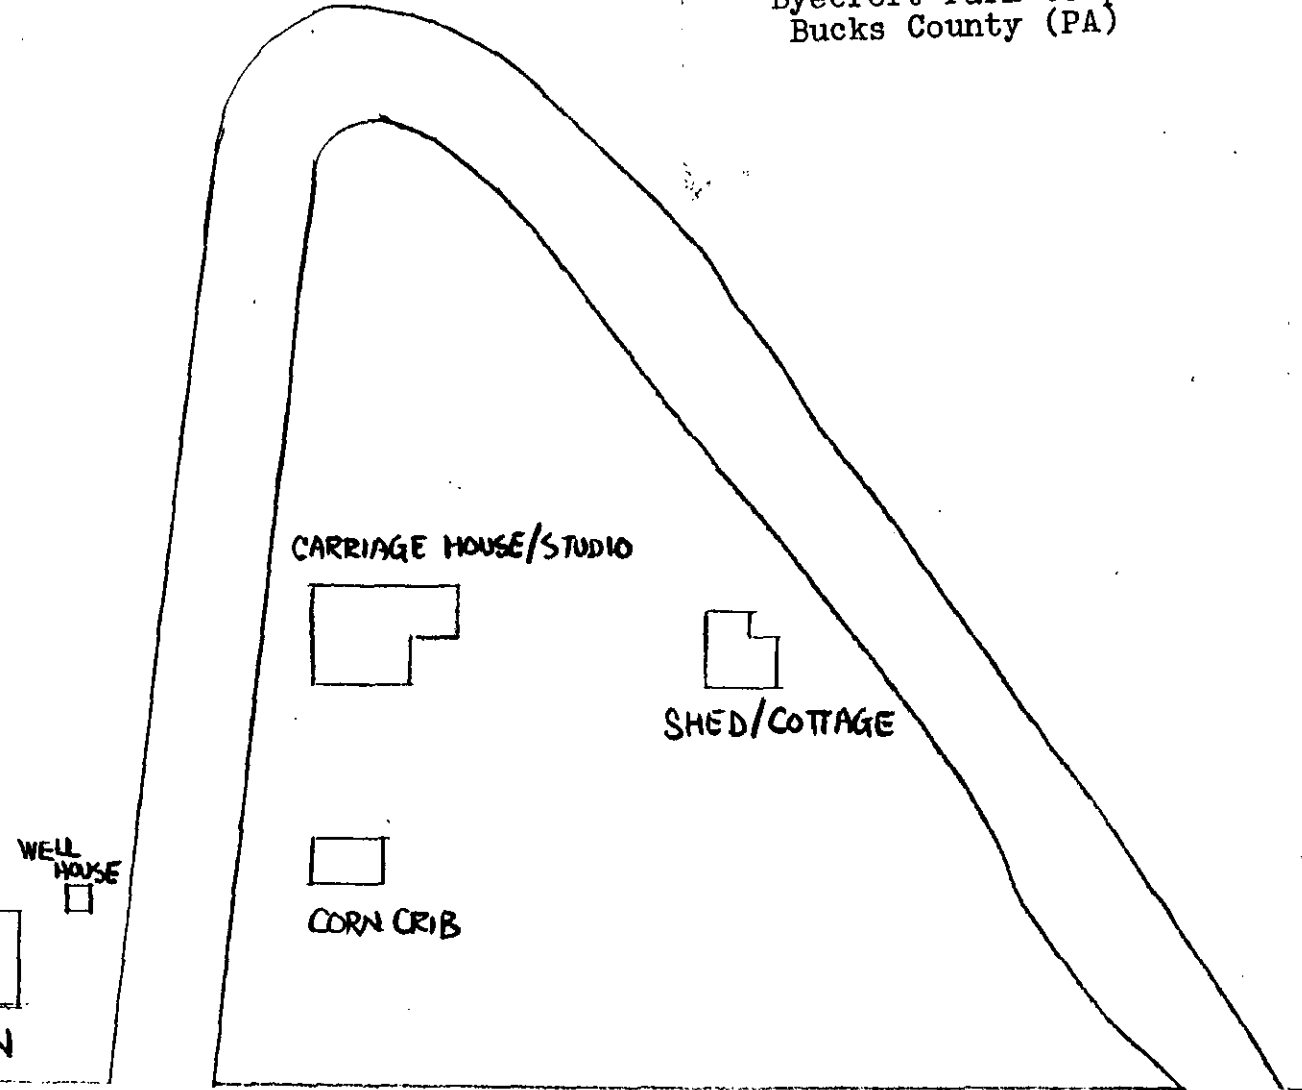 Bucks County (PA)
CARRIAGE HOUSE/STUDIO
SHED/COTTAGE
WELL
HOUSE
CORN CRIB
N